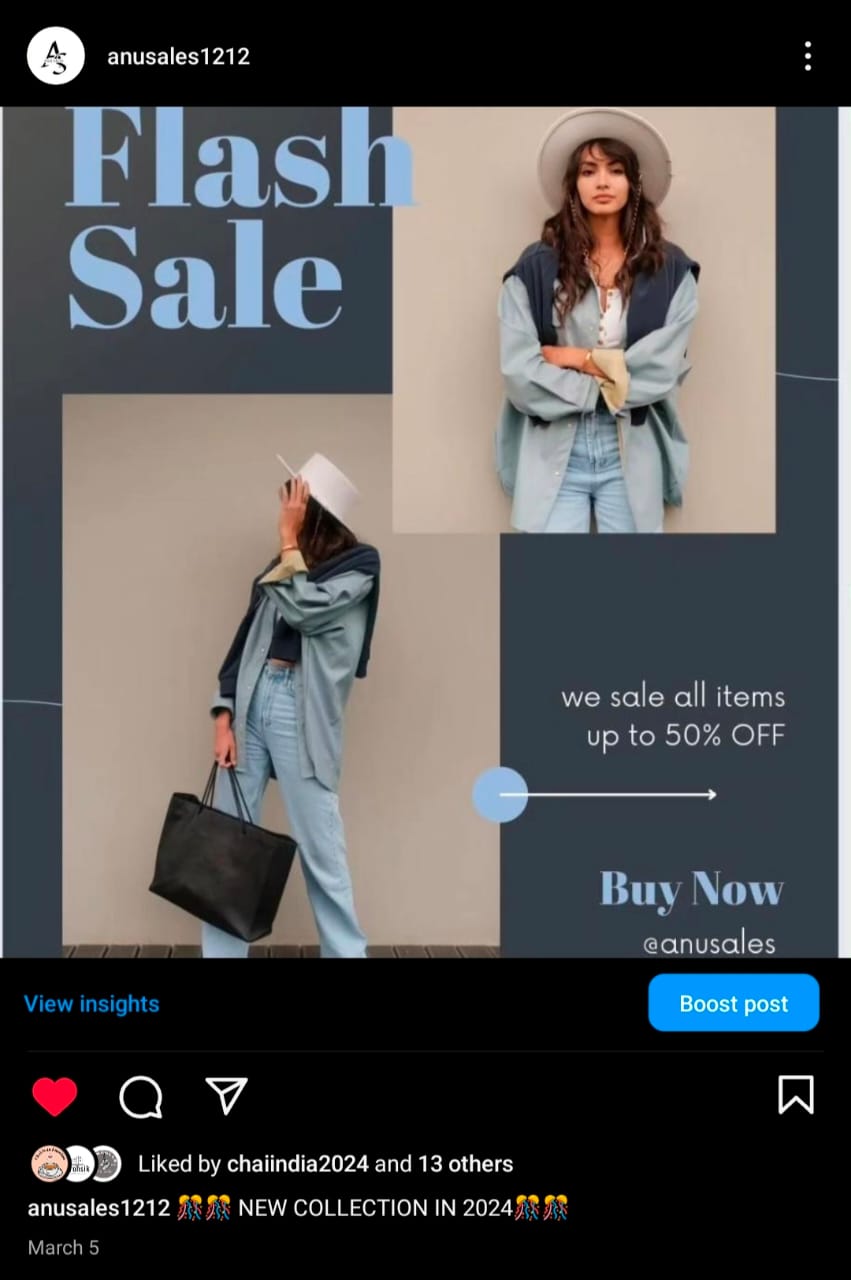 anusales1212
Flash
Sale
we sale all items
up to 50% OFF
Buy Now
@anusales
View insights
Boost post
Liked by chaiindia2024 and 13 others
anusales1212 🎊🎊 NEW COLLECTION IN 2024🎊🎊
March 5